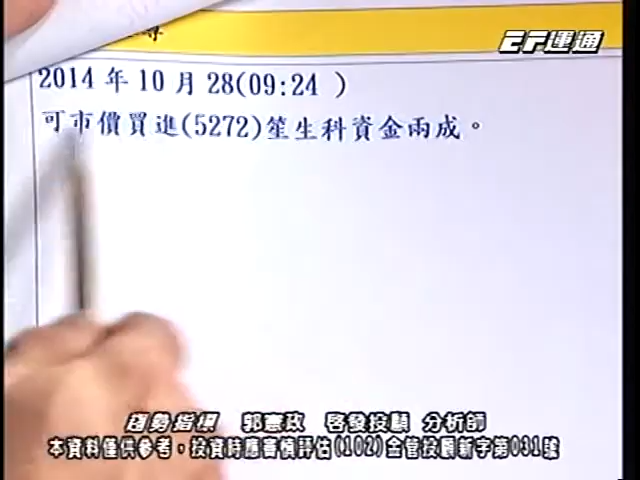 EF運通
2014 年 10 月 28(09:24 )
可市價買進(5272)笙科資金兩成。
趨勢指標 郭憲政 啓發投顧 分析師
本資料僅供參考，投資時應審慎評估(102)金管投顧新字第031號